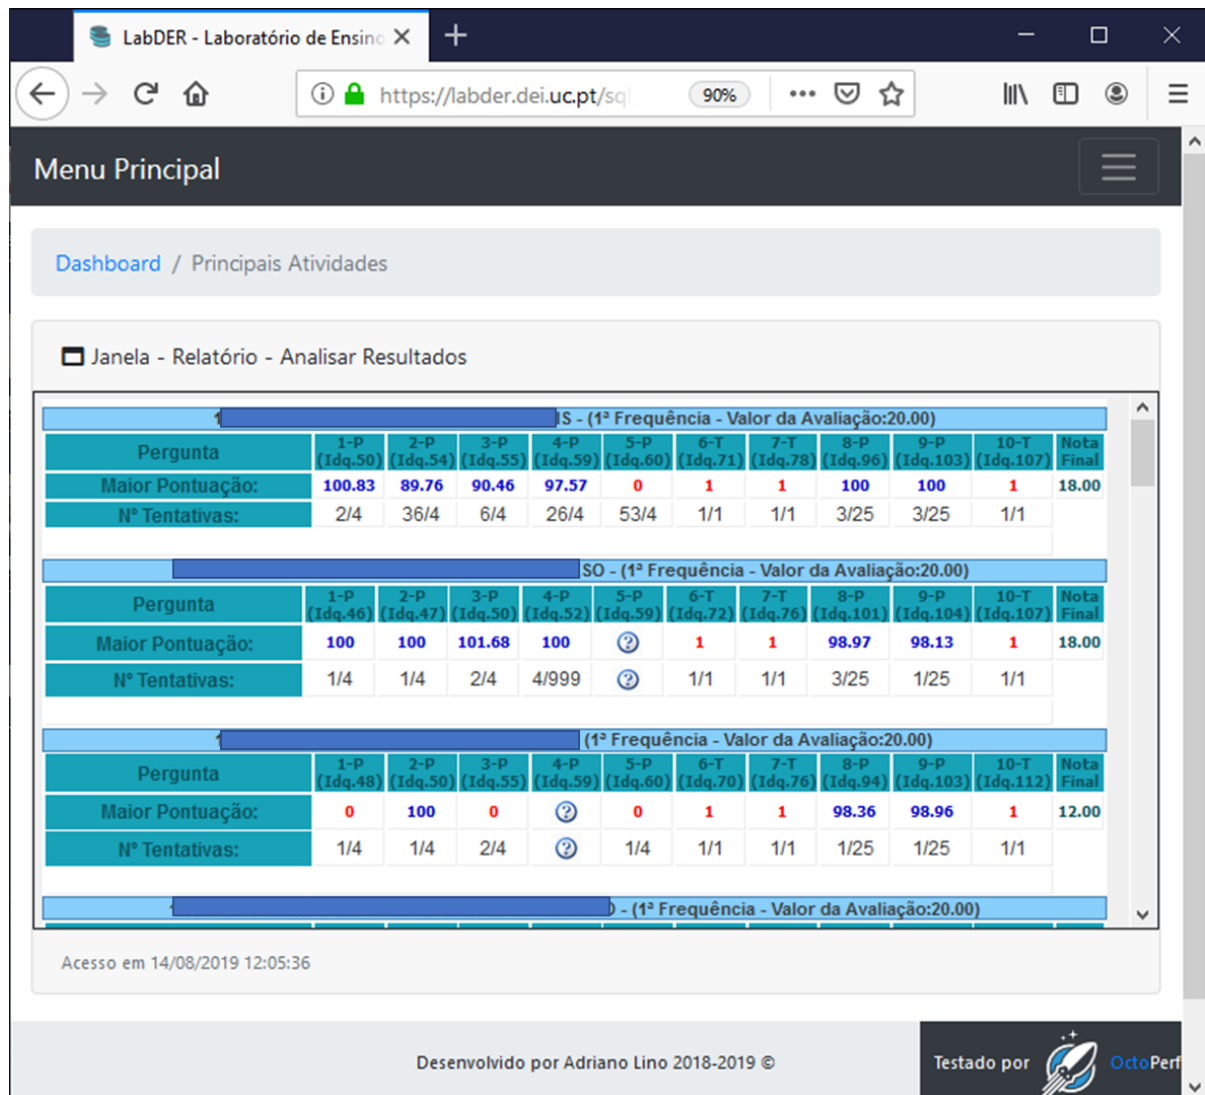 LabDER - Laboratório de Ensino
https://labder.dei.uc.pt/sql
90%
Menu Principal
Dashboard / Principais Atividades
Janela - Relatório - Analisar Resultados
IS - (1ª Frequência - Valor da Avaliação:20.00)
Pergunta 1-P (Idq.50) 2-P (Idq.54) 3-P (Idq.55) 4-P (Idq.59) 5-P (Idq.60) 6-T (Idq.71) 7-T (Idq.78) 8-P (Idq.96) 9-P (Idq.103) 10-T (Idq.107) Nota Final
Maior Pontuação: 100.83 89.76 90.46 97.57 0 1 1 100 100 1 18.00
Nº Tentativas: 2/4 36/4 6/4 26/4 53/4 1/1 1/1 3/25 3/25 1/1
SO - (1ª Frequência - Valor da Avaliação:20.00)
Pergunta 1-P (Idq.46) 2-P (Idq.47) 3-P (Idq.50) 4-P (Idq.52) 5-P (Idq.59) 6-T (Idq.72) 7-T (Idq.76) 8-P (Idq.101) 9-P (Idq.104) 10-T (Idq.107) Nota Final
Maior Pontuação: 100 100 101.68 100 ? 1 1 98.97 98.13 1 18.00
Nº Tentativas: 1/4 1/4 2/4 4/999 ? 1/1 1/1 3/25 1/25 1/1
(1ª Frequência - Valor da Avaliação:20.00)
Pergunta 1-P (Idq.48) 2-P (Idq.50) 3-P (Idq.55) 4-P (Idq.59) 5-P (Idq.60) 6-T (Idq.70) 7-T (Idq.76) 8-P (Idq.94) 9-P (Idq.103) 10-T (Idq.112) Nota Final
Maior Pontuação: 0 100 0 ? 0 1 1 98.36 98.96 1 12.00
Nº Tentativas: 1/4 1/4 2/4 ? 1/4 1/1 1/1 1/25 1/25 1/1
- (1ª Frequência - Valor da Avaliação:20.00)
Acesso em 14/08/2019 12:05:36
Desenvolvido por Adriano Lino 2018-2019 ©
Testado por OctoPerf